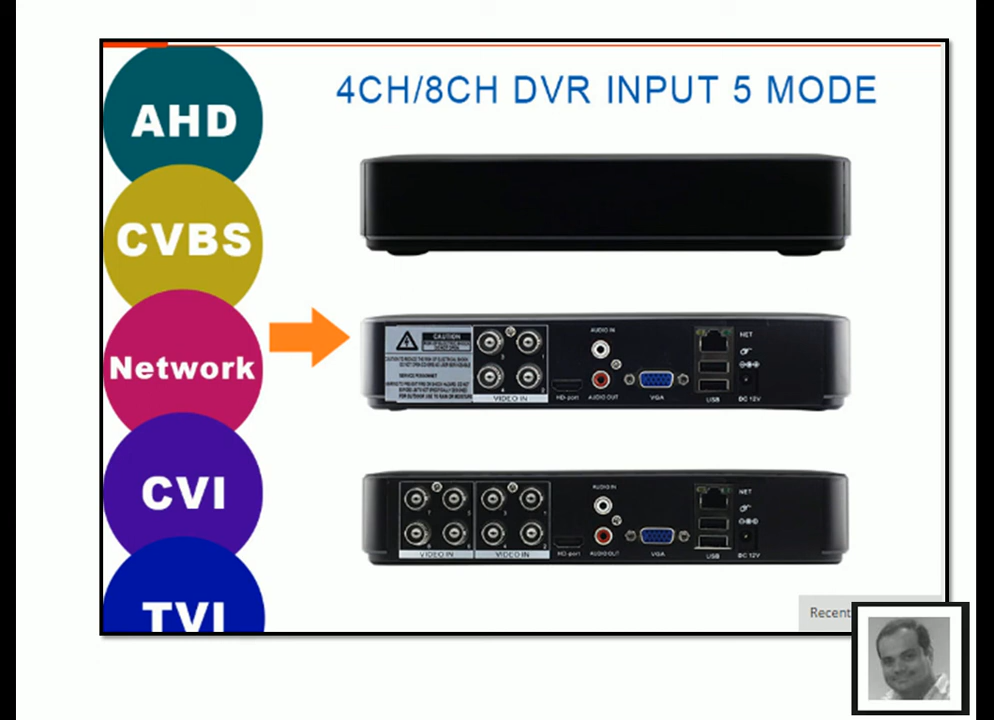 4CH/8CH DVR INPUT 5 MODE
AHD
CVBS
Network
CVI
TVI
CAUTION
AUDIO IN
NET
VIDEO IN
HD-port
AUDIO OUT
VGA
USB
DC 12V
AUDIO IN
NET
VIDEO IN
VIDEO IN
HD-port
AUDIO OUT
VGA
USB
DC 12V
Recent